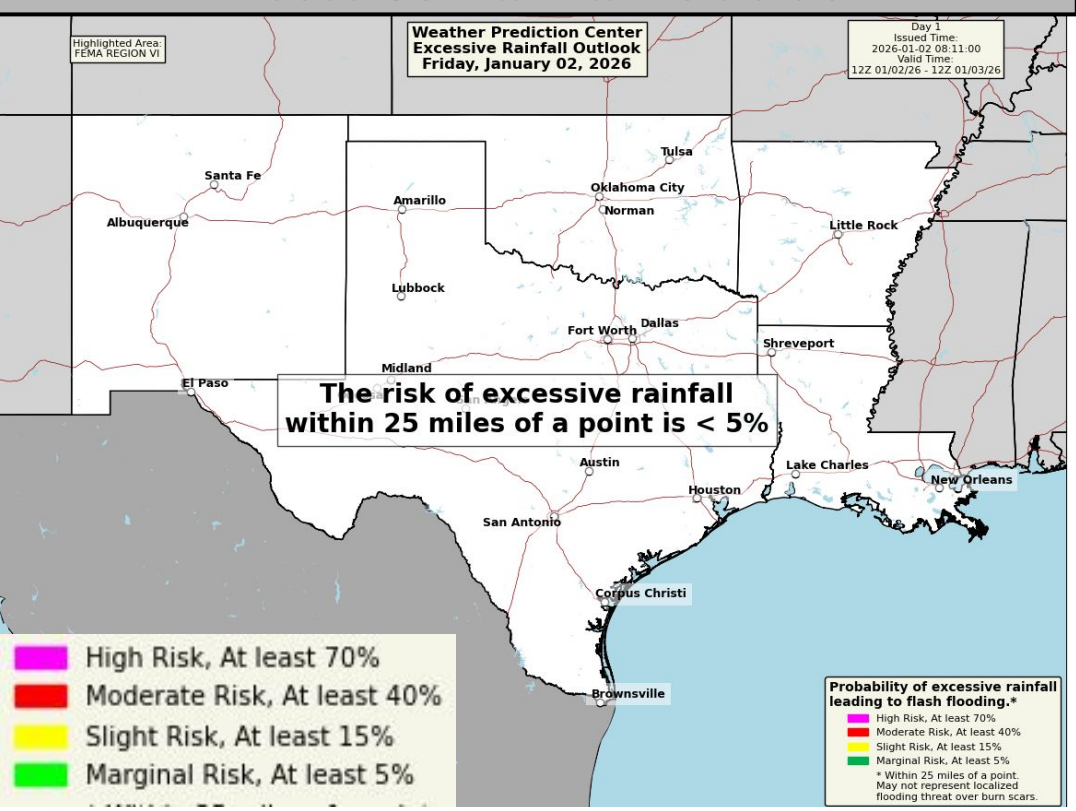 Highlighted Area:
FEMA REGION VI
Weather Prediction Center
Excessive Rainfall Outlook
Friday, January 02, 2026
Day 1
Issued Time:
2026-01-02 08:11:00
Valid Time:
12Z 01/02/26 - 12Z 01/03/26
Tulsa
Santa Fe
Oklahoma City
Amarillo
Norman
Albuquerque
Little Rock
Lubbock
Fort Worth
Dallas
Shreveport
Midland
El Paso
The risk of excessive rainfall
within 25 miles of a point is < 5%
Austin
Lake Charles
New Orleans
Houston
San Antonio
Corpus Christi
Brownsville
High Risk, At least 70%
Moderate Risk, At least 40%
Slight Risk, At least 15%
Marginal Risk, At least 5%
Probability of excessive rainfall
leading to flash flooding.*
High Risk, At least 70%
Moderate Risk, At least 40%
Slight Risk, At least 15%
Marginal Risk, At least 5%
* Within 25 miles of a point.
May not represent localized
flooding threat over burn scars.